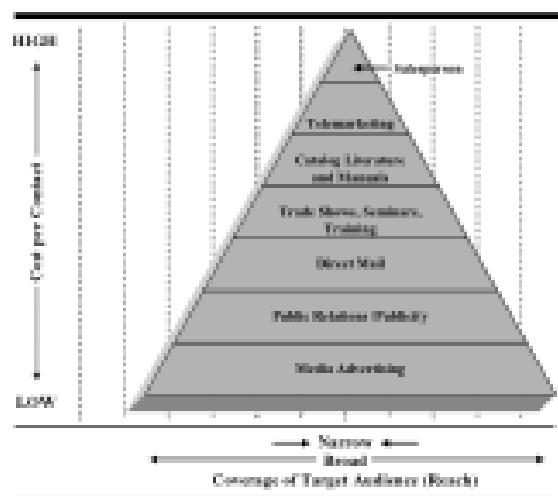 HIGH
Salesperson
Telemarketing
Catalog Literature
and Manuals
Trade Shows, Seminars,
Training
Direct Mail
Public Relations /Publicity
Media Advertising
Cost per Contact
LOW
Narrow
Broad
Coverage of Target Audience (Reach)